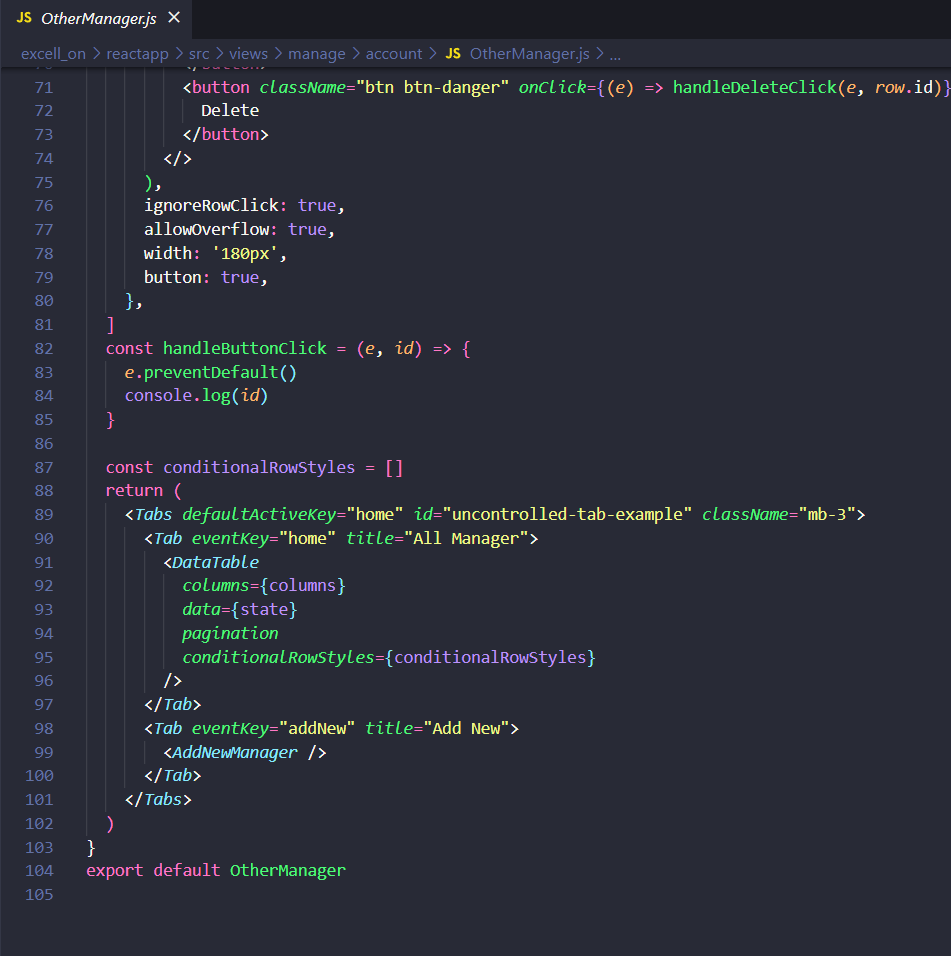 JS OtherManager.js ×
excell_on > reactapp > src > views > manage > account > JS OtherManager.js > ...
71 <button className="btn btn-danger" onClick={(e) => handleDeleteClick(e, row.id)}
72 Delete
73 </button>
74 </>
75 ),
76 ignoreRowClick: true,
77 allowOverflow: true,
78 width: '180px',
79 button: true,
80 },
81 ]
82 const handleButtonClick = (e, id) => {
83 e.preventDefault()
84 console.log(id)
85 }
86
87 const conditionalRowStyles = []
88 return (
89 <Tabs defaultActiveKey="home" id="uncontrolled-tab-example" className="mb-3">
90 <Tab eventKey="home" title="All Manager">
91 <DataTable
92 columns={columns}
93 data={state}
94 pagination
95 conditionalRowStyles={conditionalRowStyles}
96 />
97 </Tab>
98 <Tab eventKey="addNew" title="Add New">
99 <AddNewManager />
100 </Tab>
101 </Tabs>
102 )
103 }
104 export default OtherManager
105